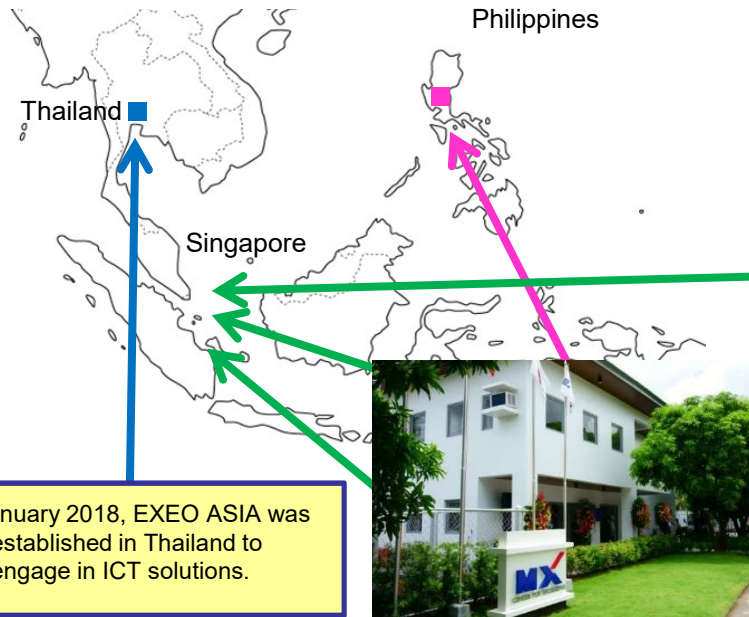 Philippines
Thailand
Singapore
nuary 2018, EXEO ASIA was
established in Thailand to
engage in ICT solutions.
MX